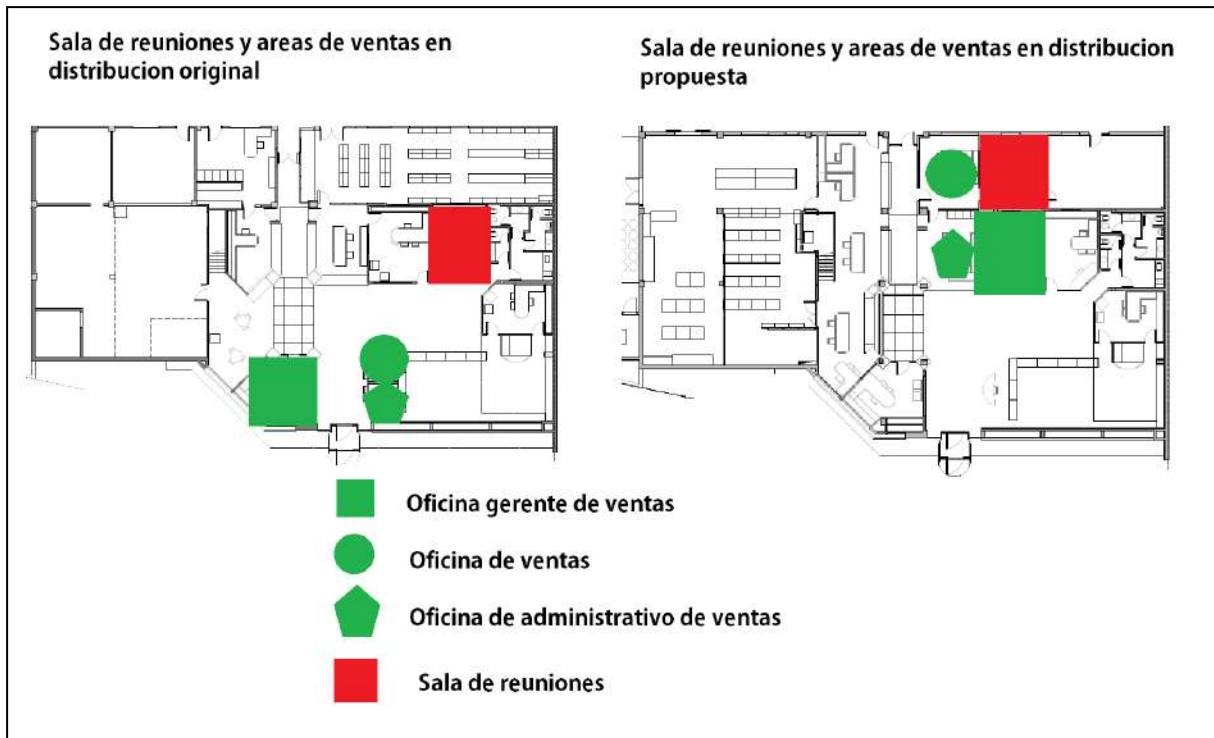 Sala de reuniones y areas de ventas en
distribucion original
Sala de reuniones y areas de ventas en distribucion
propuesta
Oficina gerente de ventas
Oficina de ventas
Oficina de administrativo de ventas
Sala de reuniones